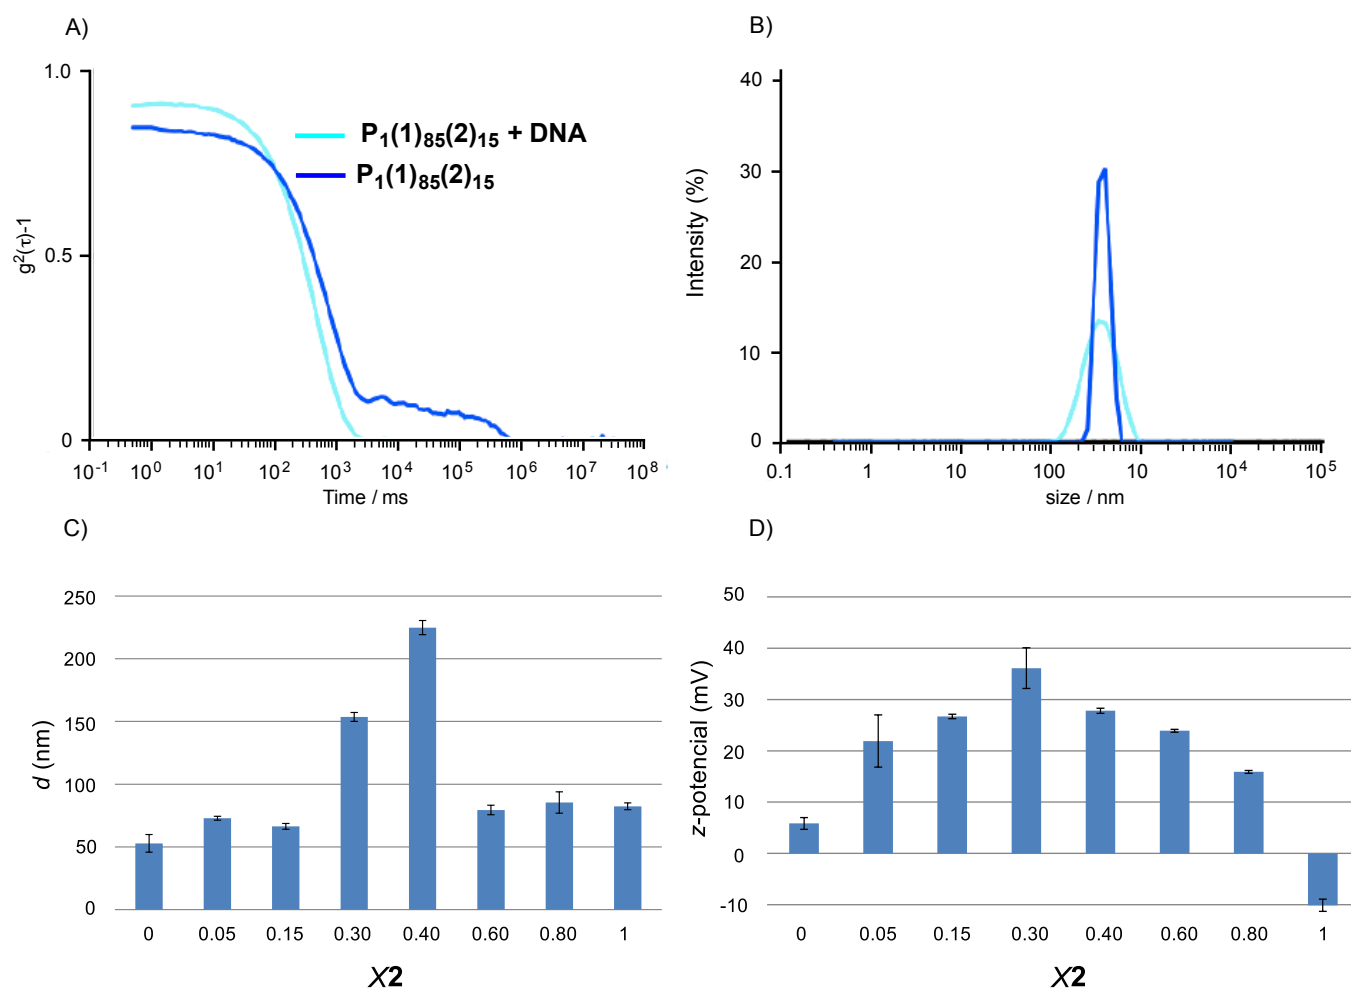 A)
1.0
0.5
0
g²(τ)-1
P₁(1)₈₅(2)₁₅ + DNA
P₁(1)₈₅(2)₁₅
10⁻¹ 10⁰ 10¹ 10² 10³ 10⁴ 10⁵ 10⁶ 10⁷ 10⁸
Time / ms
B)
40
30
20
10
0
Intensity (%)
0.1 1 10 100 10 10⁴ 10⁵
size / nm
C)
250
200
150
100
50
0
d (nm)
0 0.05 0.15 0.30 0.40 0.60 0.80 1
X2
D)
50
40
30
20
10
0
-10
z-potencial (mV)
0 0.05 0.15 0.30 0.40 0.60 0.80 1
X2